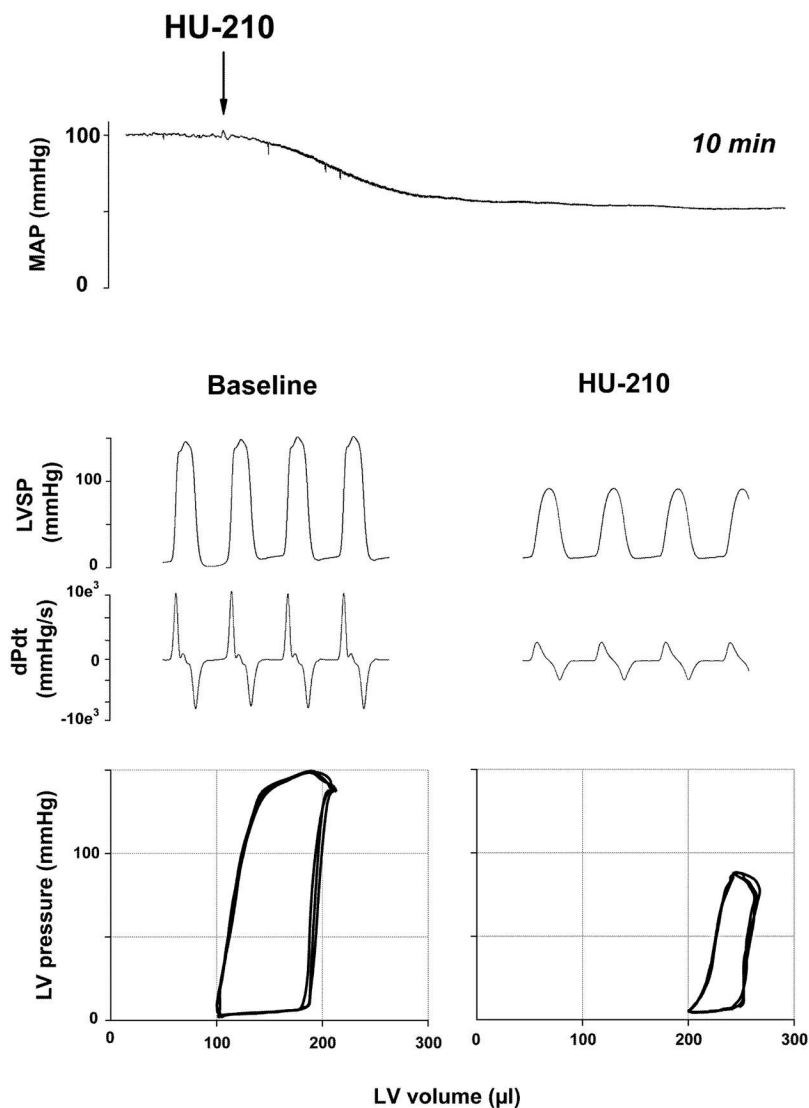 HU-210
MAP (mmHg)
100
0
10 min
Baseline
HU-210
LVSP
(mmHg)
100
0
dPdt
(mmHg/s)
10e³
0
-10e³
LV pressure (mmHg)
100
0
0
100
200
300
0
100
200
300
LV volume (µl)